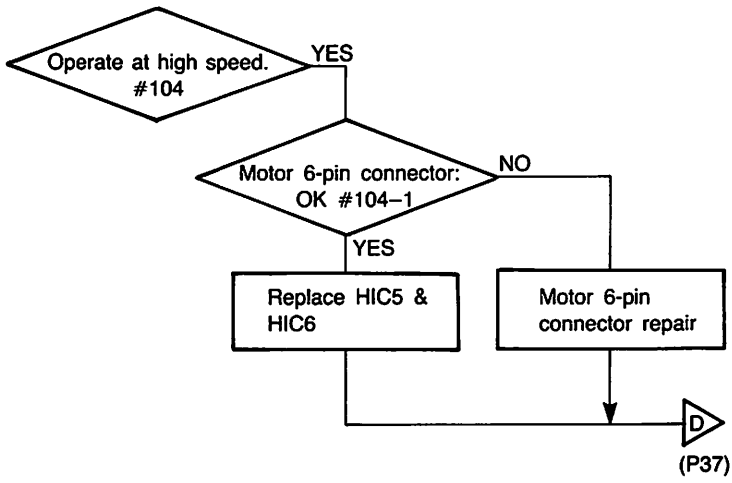 Operate at high speed.
#104
YES
Motor 6-pin connector:
OK #104–1
NO
YES
Replace HIC5 &
HIC6
Motor 6-pin
connector repair
D
(P37)